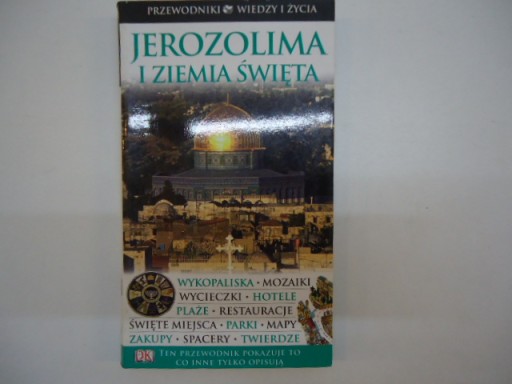 PRZEWODNIKI WIEDZY I ŻYCIA
JEROZOLIMA
I ZIEMIA ŚWIĘTA
WYKOPALISKA • MOZAIKI
WYCIECZKI • HOTELE
PLAŻE • RESTAURACJE
ŚWIĘTE MIEJSCA • PARKI • MAPY
ZAKUPY • SPACERY • TWIERDZE
DK
TEN PRZEWODNIK POKAZUJE TO
CO INNE TYLKO OPISUJĄ